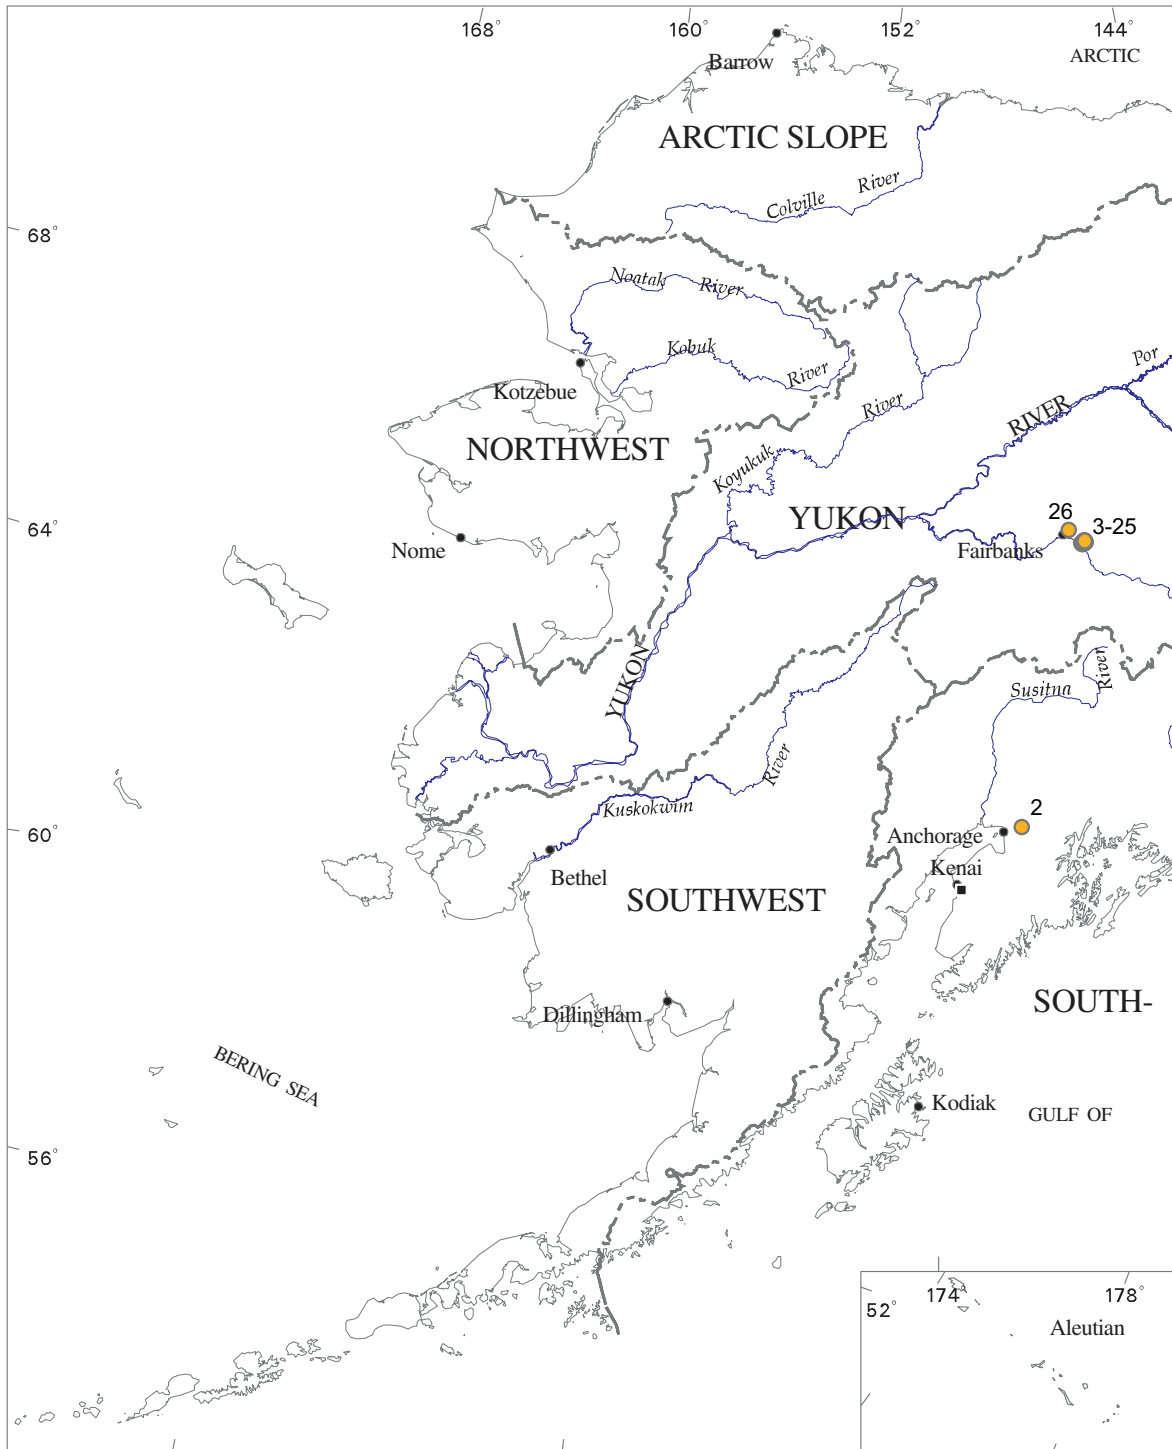 168° 160° 152° 144°
Barrow
ARCTIC
ARCTIC SLOPE
Colville River
68°
Noatak River
Kobuk River
Por
Kotzebue
RIVER
River
NORTHWEST
Koyukuk
64°
26
YUKON
3-25
Nome
Fairbanks
YUKON
River
Susitna
River
Kuskokwim
2
60°
Anchorage
Kenai
Bethel
SOUTHWEST
SOUTH-
Dillingham
BERING SEA
Kodiak
GULF OF
56°
174° 178°
52°
Aleutian